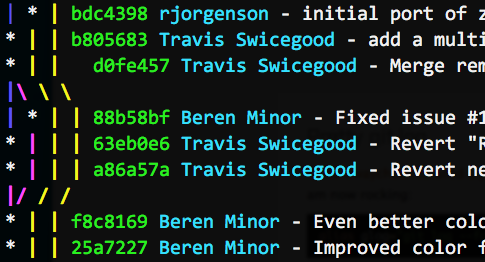 | * | | bdc4398 rjorgenson - initial port of z
* | | b805683 Travis Swicegood - add a multi
* | | d0fe457 Travis Swicegood - Merge rem
|\ \ \
| * | | 88b58bf Beren Minor - Fixed issue #1
* | | | 63eb0e6 Travis Swicegood - Revert "R
* | | | a86a57a Travis Swicegood - Revert ne
|/ / /
* | | f8c8169 Beren Minor - Even better colo
* | | 25a7227 Beren Minor - Improved color f